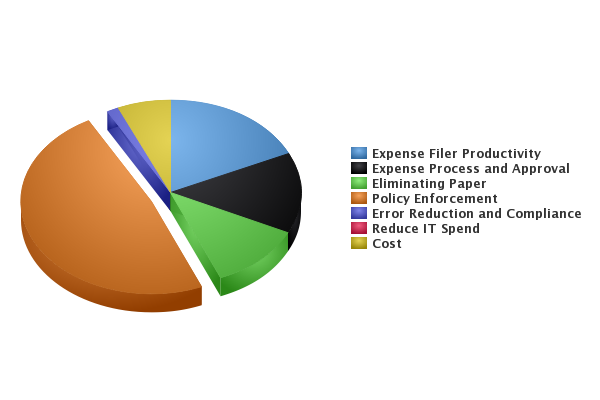 Expense Filer Productivity
Expense Process and Approval
Eliminating Paper
Policy Enforcement
Error Reduction and Compliance
Reduce IT Spend
Cost